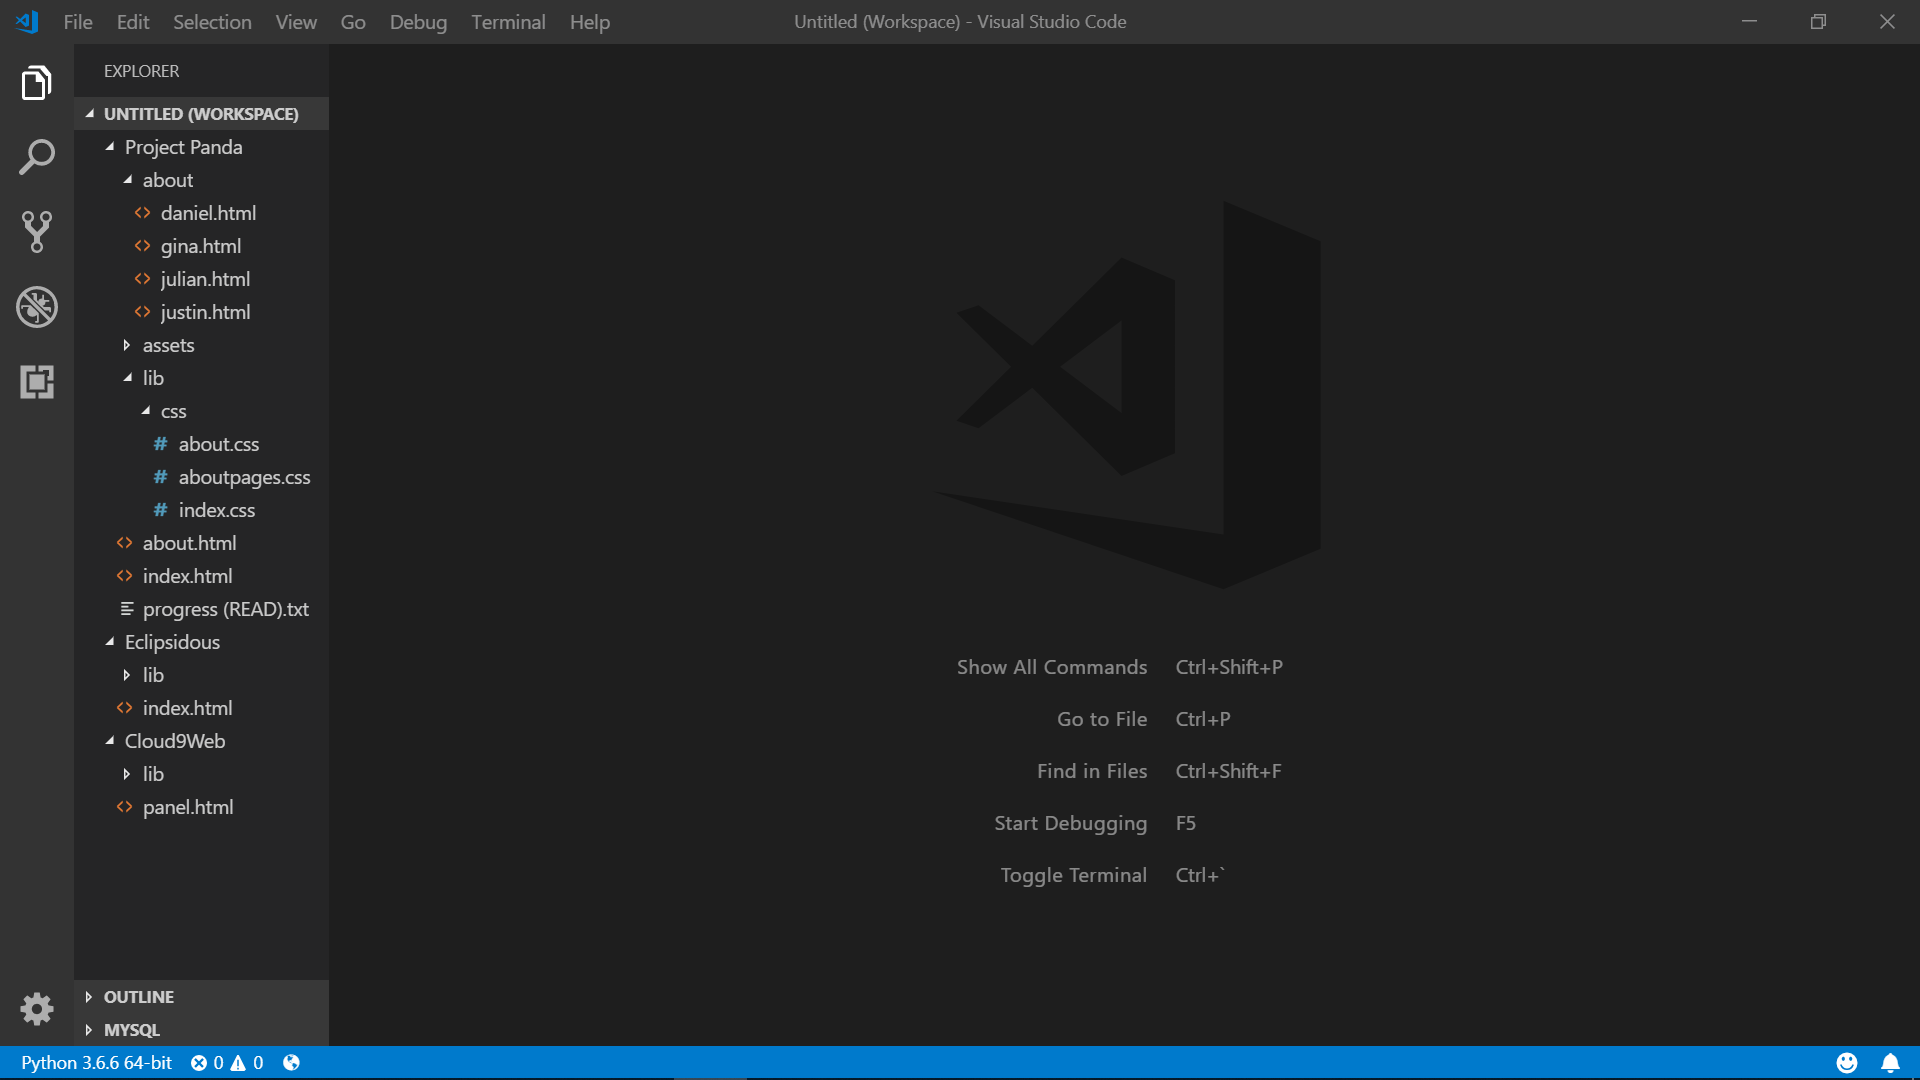 File Edit Selection View Go Debug Terminal Help
Untitled (Workspace) - Visual Studio Code
EXPLORER
UNTITLED (WORKSPACE)
Project Panda
about
<> daniel.html
<> gina.html
<> julian.html
<> justin.html
assets
lib
css
# about.css
# aboutpages.css
# index.css
<> about.html
<> index.html
progress (READ).txt
Eclipsidous
lib
<> index.html
Cloud9Web
lib
<> panel.html
OUTLINE
MYSQL
Show All Commands Ctrl+Shift+P
Go to File Ctrl+P
Find in Files Ctrl+Shift+F
Start Debugging F5
Toggle Terminal Ctrl+`
Python 3.6.6 64-bit 0 0